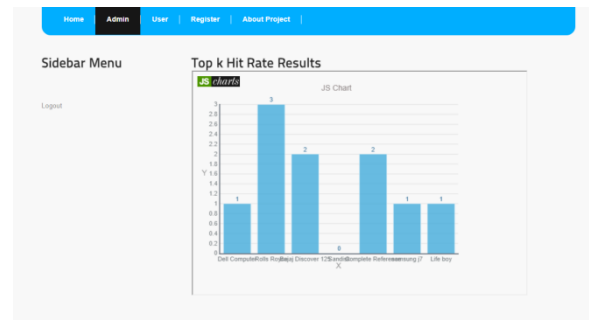 Home Admin User Register About Project
Sidebar Menu
Top k Hit Rate Results
Logout
JS charts
JS Chart
3
2.8
2.6
2.4
2.2
2
1.8
Y 1.6
1.4
1.2
1
0.8
0.6
0.4
0.2
0
1 3 2 0 2 1 1
Dell Computer Rolls Royce Bajaj Discover 125 Complete Reference samsung j7 Life boy
X